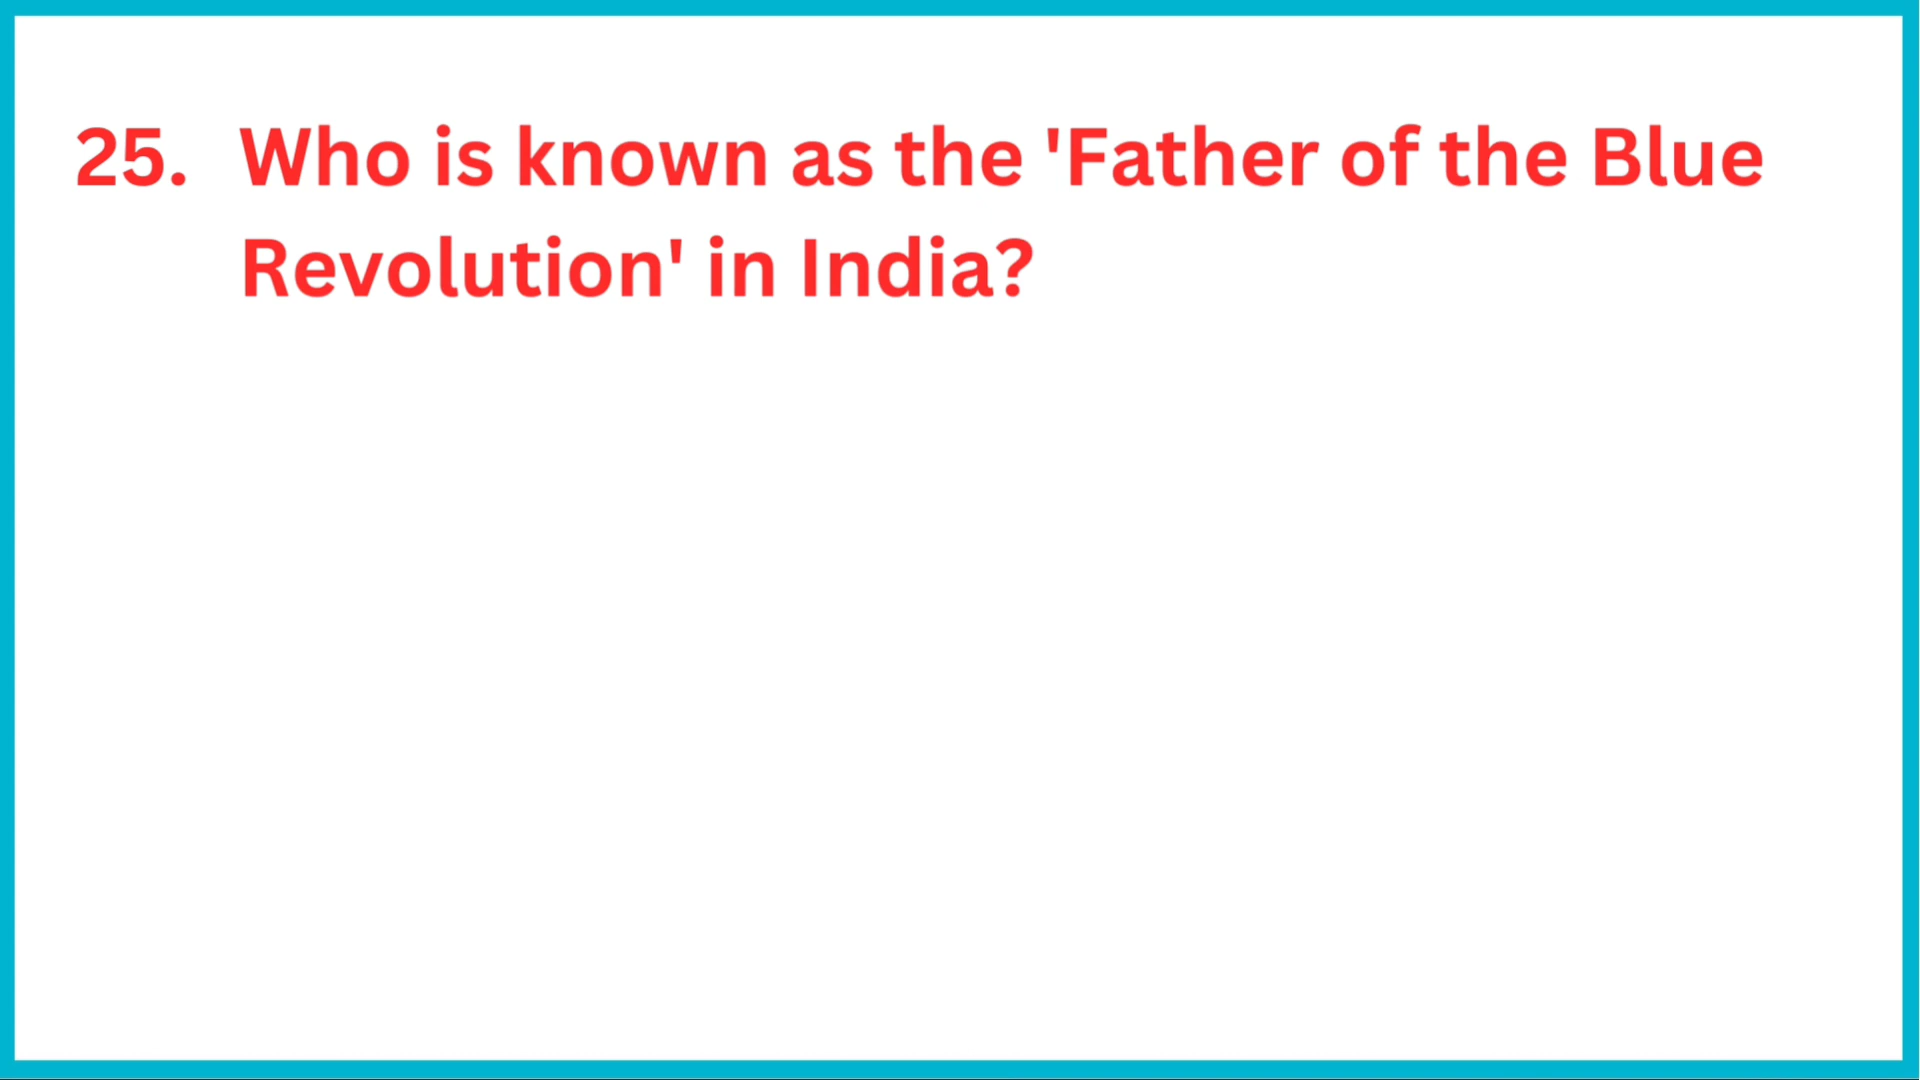 25. Who is known as the 'Father of the Blue
Revolution' in India?